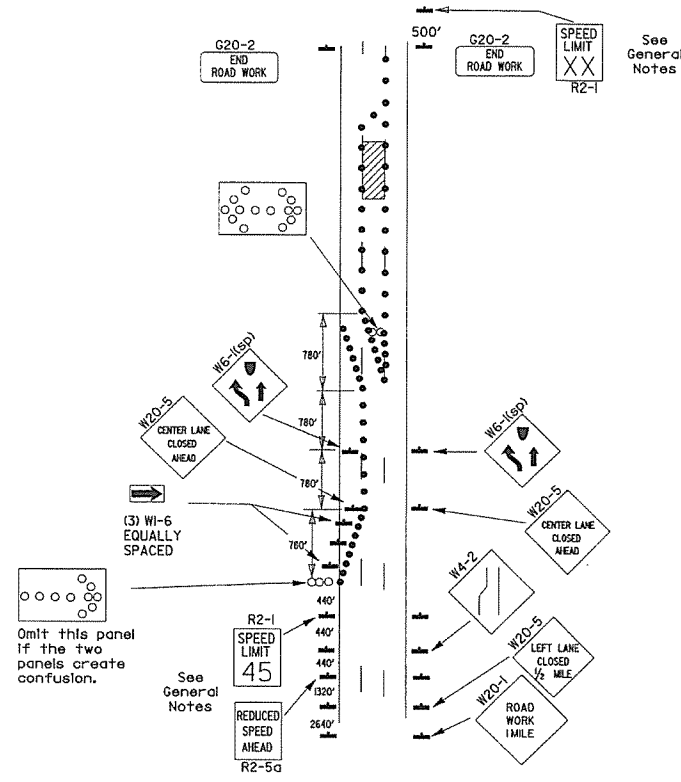 500'
G20-2
END
ROAD WORK
G20-2
END
ROAD WORK
SPEED
LIMIT
XX
R2-1
See
General
Notes
780'
W6-1(sp)
780'
W20-5
CENTER LANE
CLOSED
AHEAD
W6-1(sp)
780'
(3) W1-6
EQUALLY
SPACED
W20-5
CENTER LANE
CLOSED
AHEAD
780'
Omit this panel
if the two
panels create
confusion.
440'
R2-1
SPEED
LIMIT
45
440'
W4-2
440'
See
General
Notes
W20-5
LEFT LANE
CLOSED
1/2 MILE
1320'
REDUCED
SPEED
AHEAD
R2-5a
2640'
W20-1
ROAD
WORK
1MILE